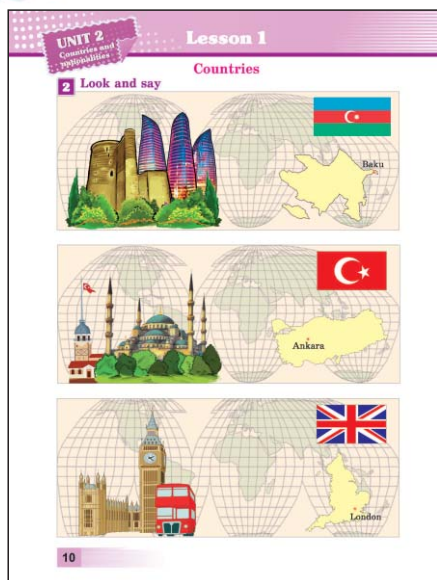 UNIT 2
Countries and
nationalities
Lesson 1
Countries
2 Look and say
Baku
Ankara
London
10